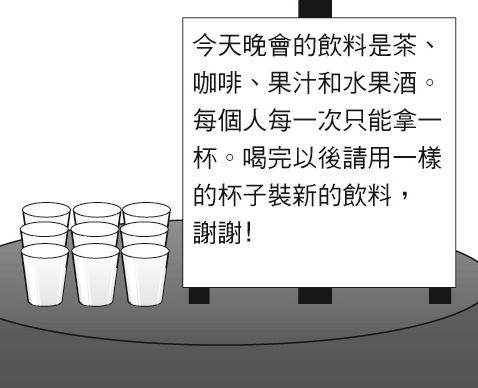 今天晚會的飲料是茶、
咖啡、果汁和水果酒。
每個人每一次只能拿一
杯。喝完以後請用一樣
的杯子裝新的飲料，
謝謝！